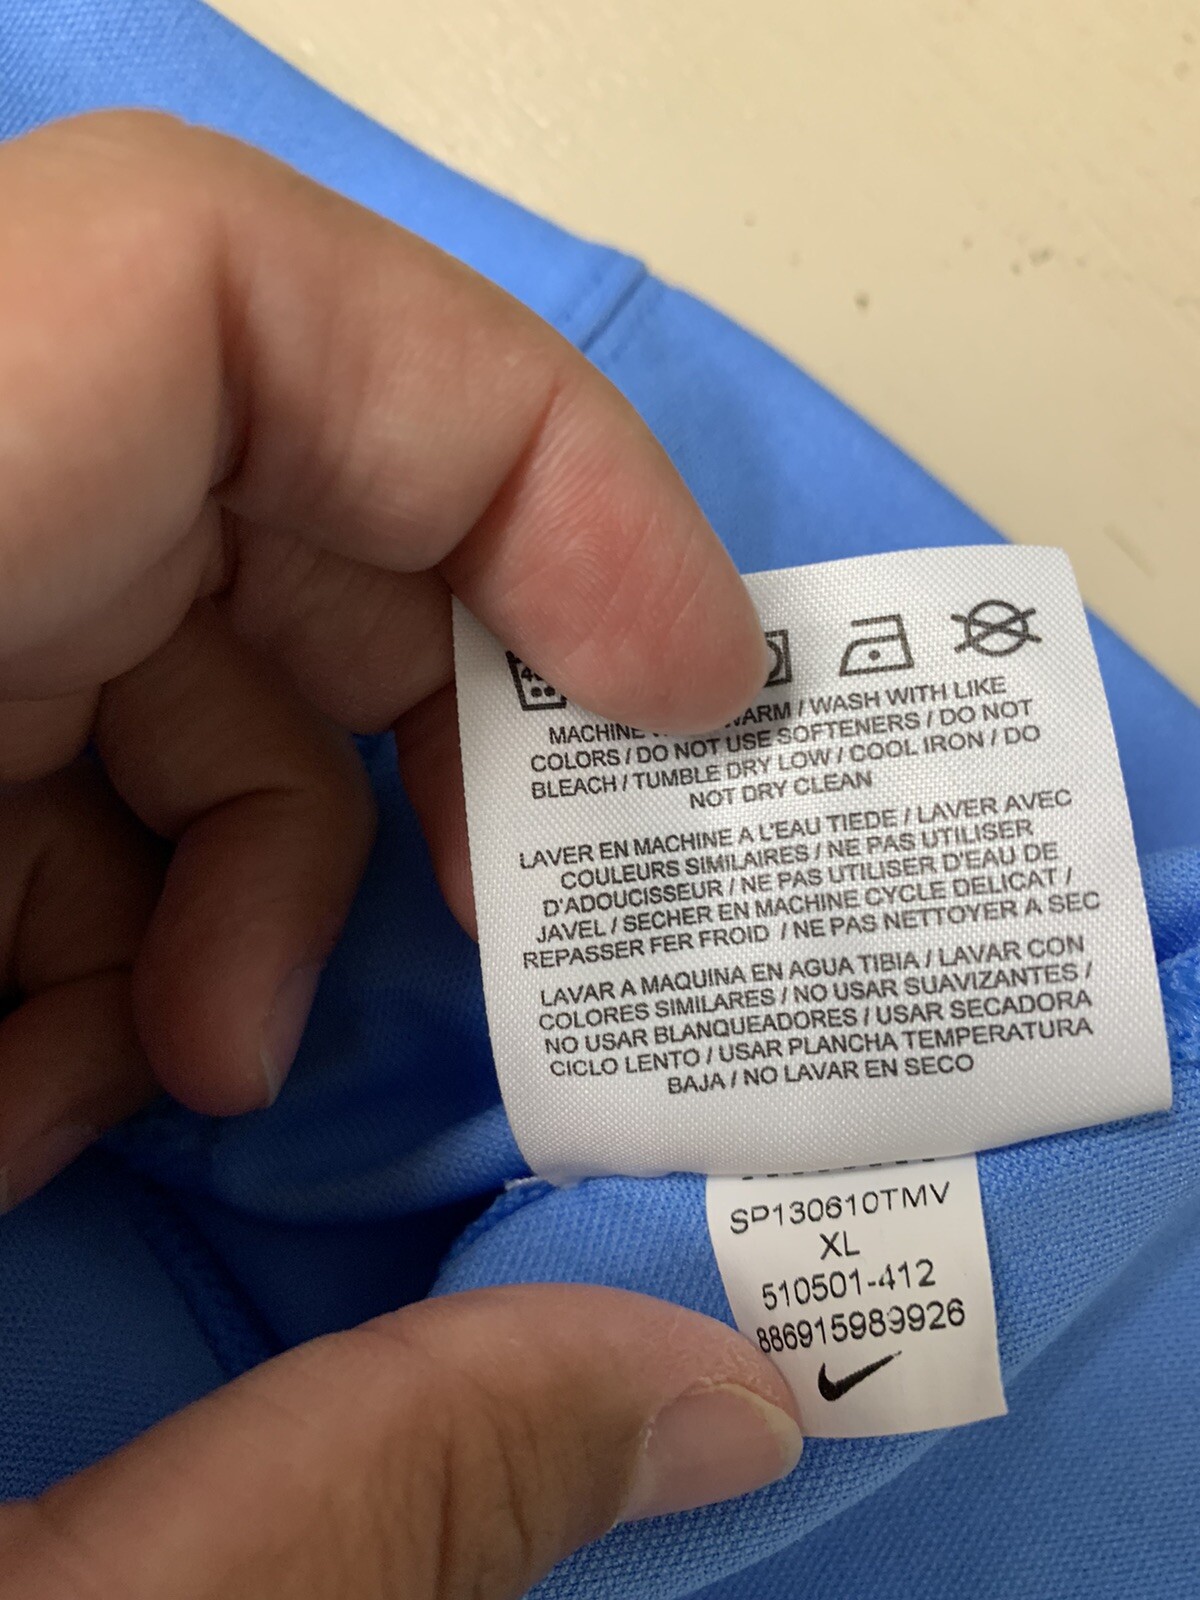 MACHINE WARM / WASH WITH LIKE
COLORS / DO NOT USE SOFTENERS / DO NOT
BLEACH / TUMBLE DRY LOW / COOL IRON / DO
NOT DRY CLEAN
LAVER EN MACHINE A L'EAU TIEDE / LAVER AVEC
COULEURS SIMILAIRES / NE PAS UTILISER
D'ADOUCISSEUR / NE PAS UTILISER D'EAU DE
JAVEL / SECHER EN MACHINE CYCLE DELICAT /
REPASSER FER FROID / NE PAS NETTOYER A SEC
LAVAR A MAQUINA EN AGUA TIBIA / LAVAR CON
COLORES SIMILARES / NO USAR SUAVIZANTES /
NO USAR BLANQUEADORES / USAR SECADORA
CICLO LENTO / USAR PLANCHA TEMPERATURA
BAJA / NO LAVAR EN SECO
SP130610TMV
XL
510501-412
886915989926